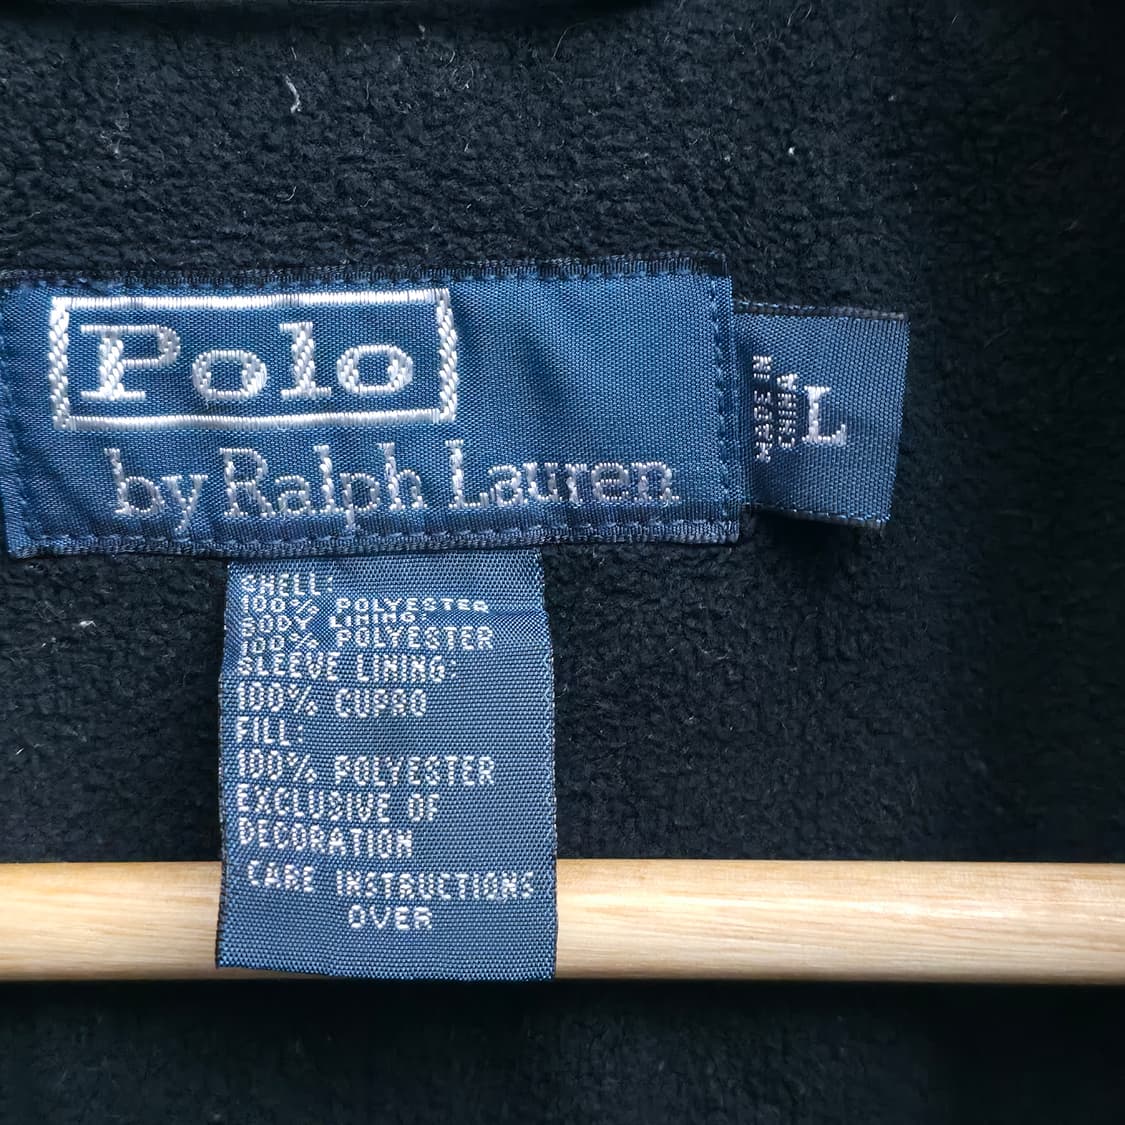 Polo
by Ralph Lauren
MADE IN
CHINA
L
SHELL:
100% POLYESTER
BODY LINING:
100% POLYESTER
SLEEVE LINING:
100% CUPRO
FILL:
100% POLYESTER
EXCLUSIVE OF
DECORATION
CARE INSTRUCTIONS
OVER